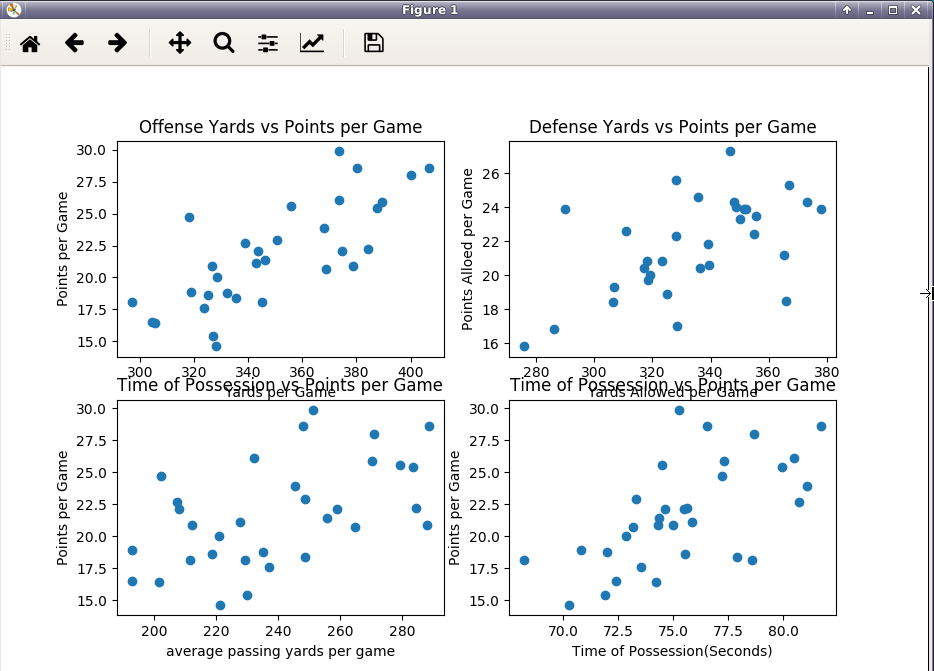 Figure 1
Offense Yards vs Points per Game
Points per Game
30.0
27.5
25.0
22.5
20.0
17.5
15.0
300 320 340 360 380 400
Yards per Game
Defense Yards vs Points per Game
Points Alloed per Game
26
24
22
20
18
16
280 300 320 340 360 380
Yards Allowed per Game
Time of Possession vs Points per Game
Points per Game
30.0
27.5
25.0
22.5
20.0
17.5
15.0
200 220 240 260 280
average passing yards per game
Time of Possession vs Points per Game
Points per Game
30.0
27.5
25.0
22.5
20.0
17.5
15.0
70.0 72.5 75.0 77.5 80.0
Time of Possession(Seconds)